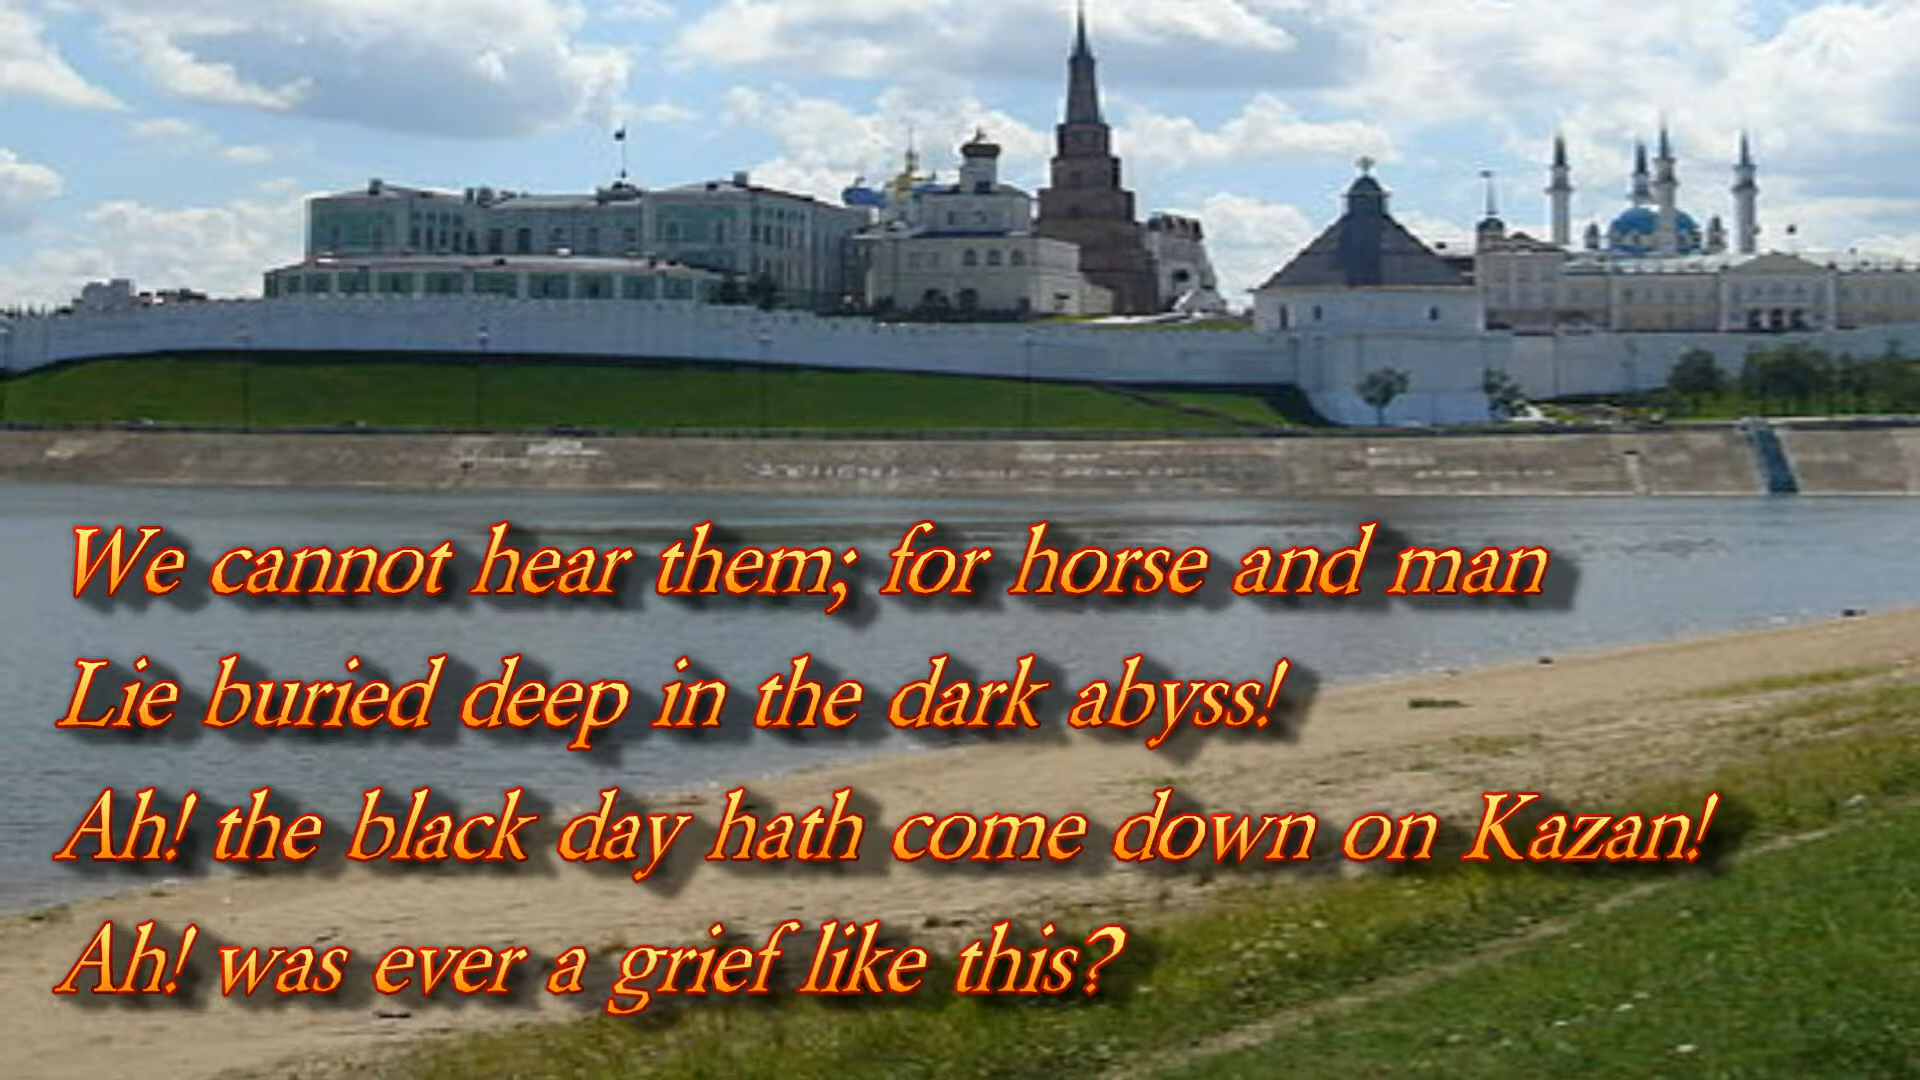 We cannot hear them; for horse and man
Lie buried deep in the dark abyss!
Ah! the black day hath come down on Kazan!
Ah! was ever a grief like this?